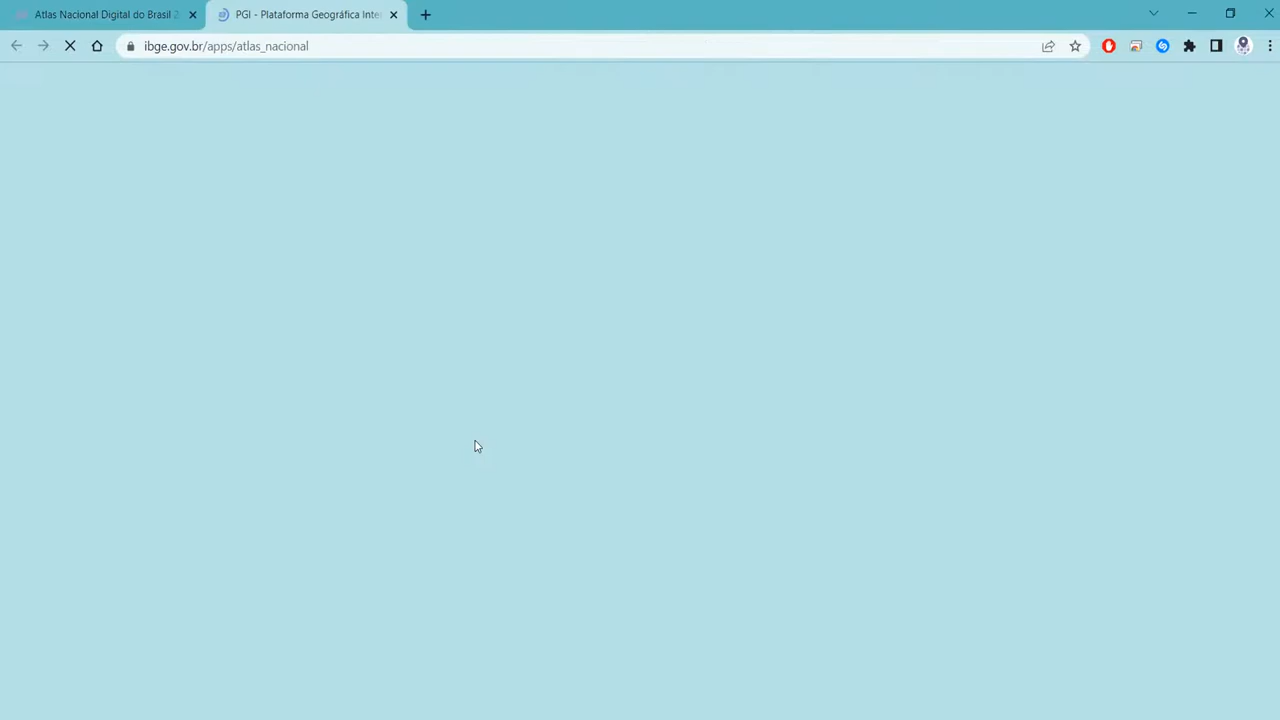 Atlas Nacional Digital do Brasil 2
PGI - Plataforma Geográfica Inte
ibge.gov.br/apps/atlas_nacional